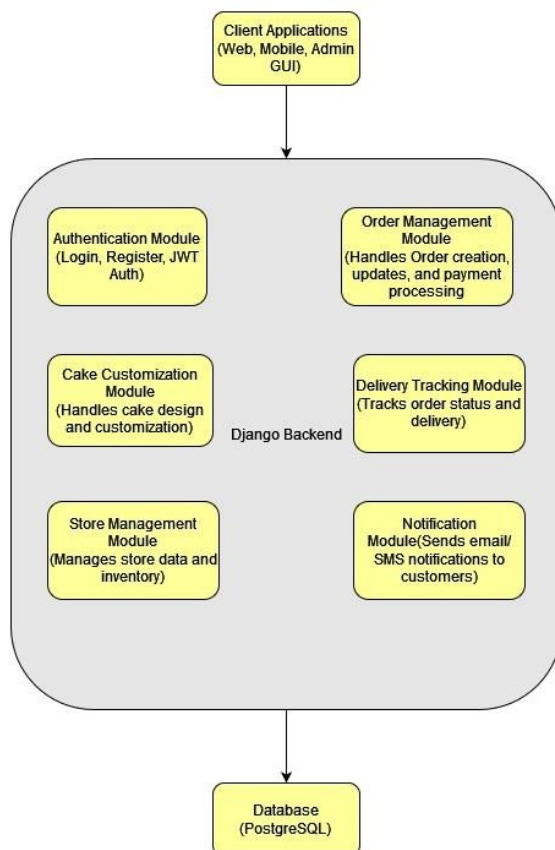 Client Applications
(Web, Mobile, Admin
GUI)
Authentication Module
(Login, Register, JWT
Auth)
Order Management
Module
(Handles Order creation,
updates, and payment
processing
Cake Customization
Module
(Handles cake design
and customization)
Delivery Tracking Module
(Tracks order status and
delivery)
Django Backend
Store Management
Module
(Manages store data and
inventory)
Notification
Module(Sends email/
SMS notifications to
customers)
Database
(PostgreSQL)